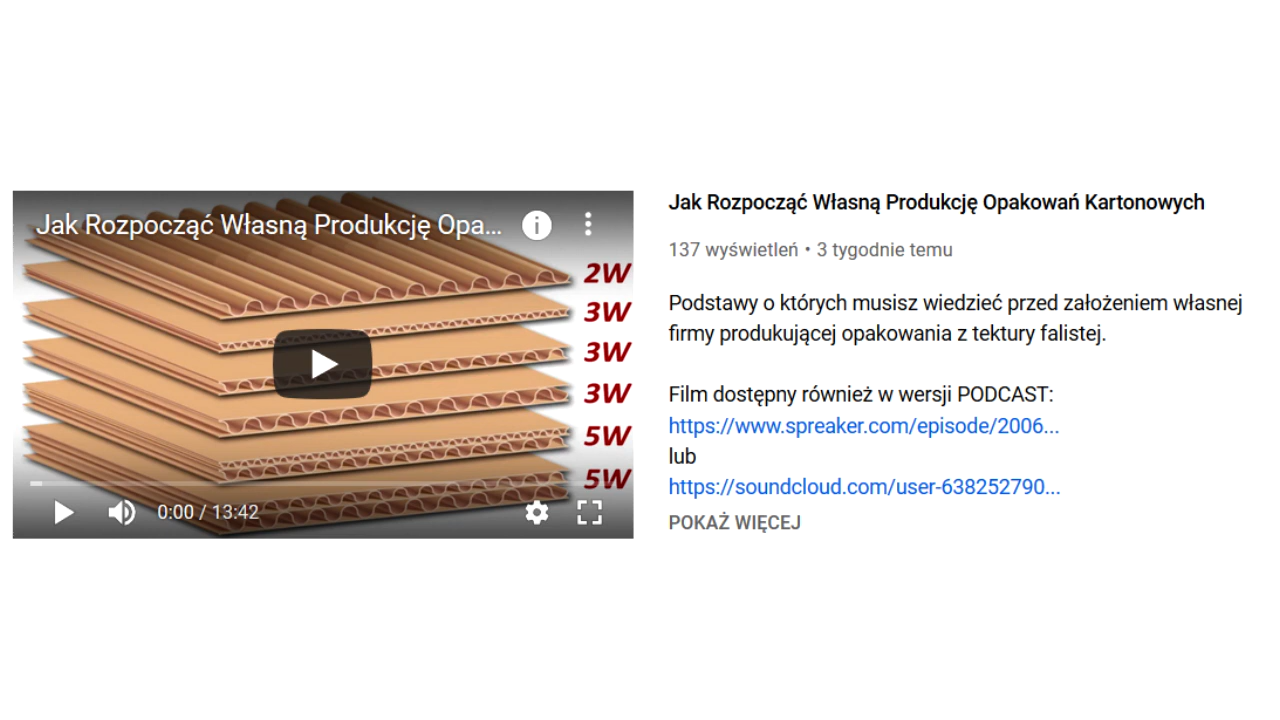 Jak Rozpocząć Własną Produkcję Opa...
2W
3W
3W
3W
5W
5W
0:00 / 13:42
Jak Rozpocząć Własną Produkcję Opakowań Kartonowych
137 wyświetleń • 3 tygodnie temu
Podstawy o których musisz wiedzieć przed założeniem własnej
firmy produkującej opakowania z tektury falistej.
Film dostępny również w wersji PODCAST:
https://www.spreaker.com/episode/2006...
lub
https://soundcloud.com/user-638252790...
POKAŻ WIĘCEJ